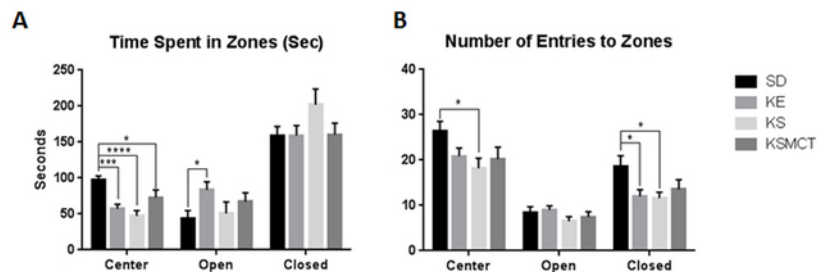 A
Time Spent in Zones (Sec)
250
200
150
100
50
0
Seconds
*
****
***
*
Center
Open
Closed
B
Number of Entries to Zones
40
30
20
10
0
*
*
*
Center
Open
Closed
SD
KE
KS
KSMCT